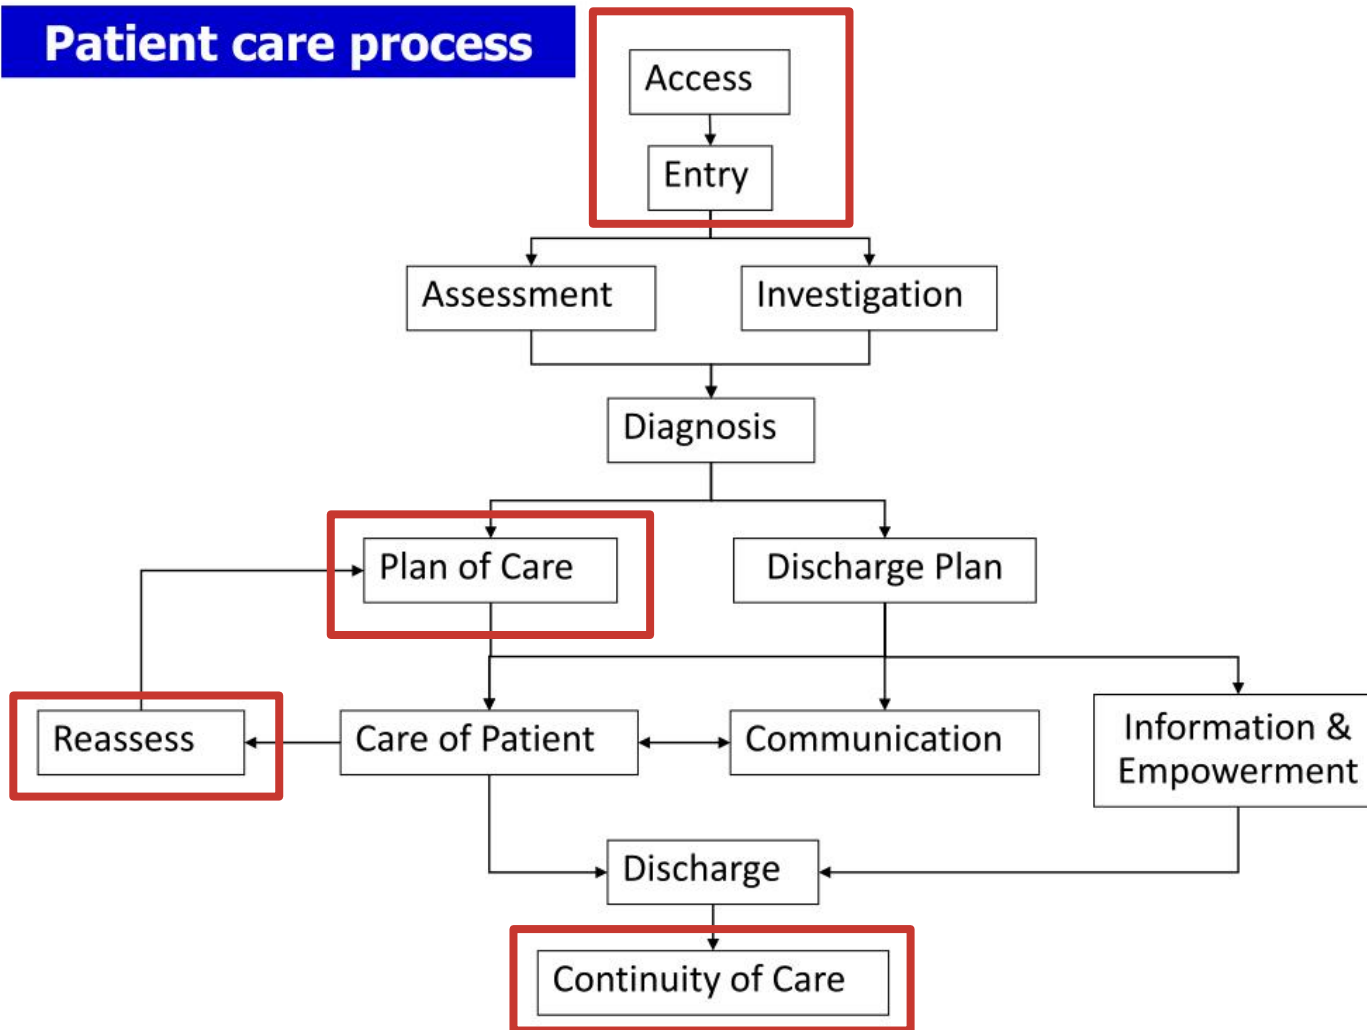 Patient care process
Access
Entry
Assessment
Investigation
Diagnosis
Plan of Care
Discharge Plan
Reassess
Care of Patient
Communication
Information &
Empowerment
Discharge
Continuity of Care